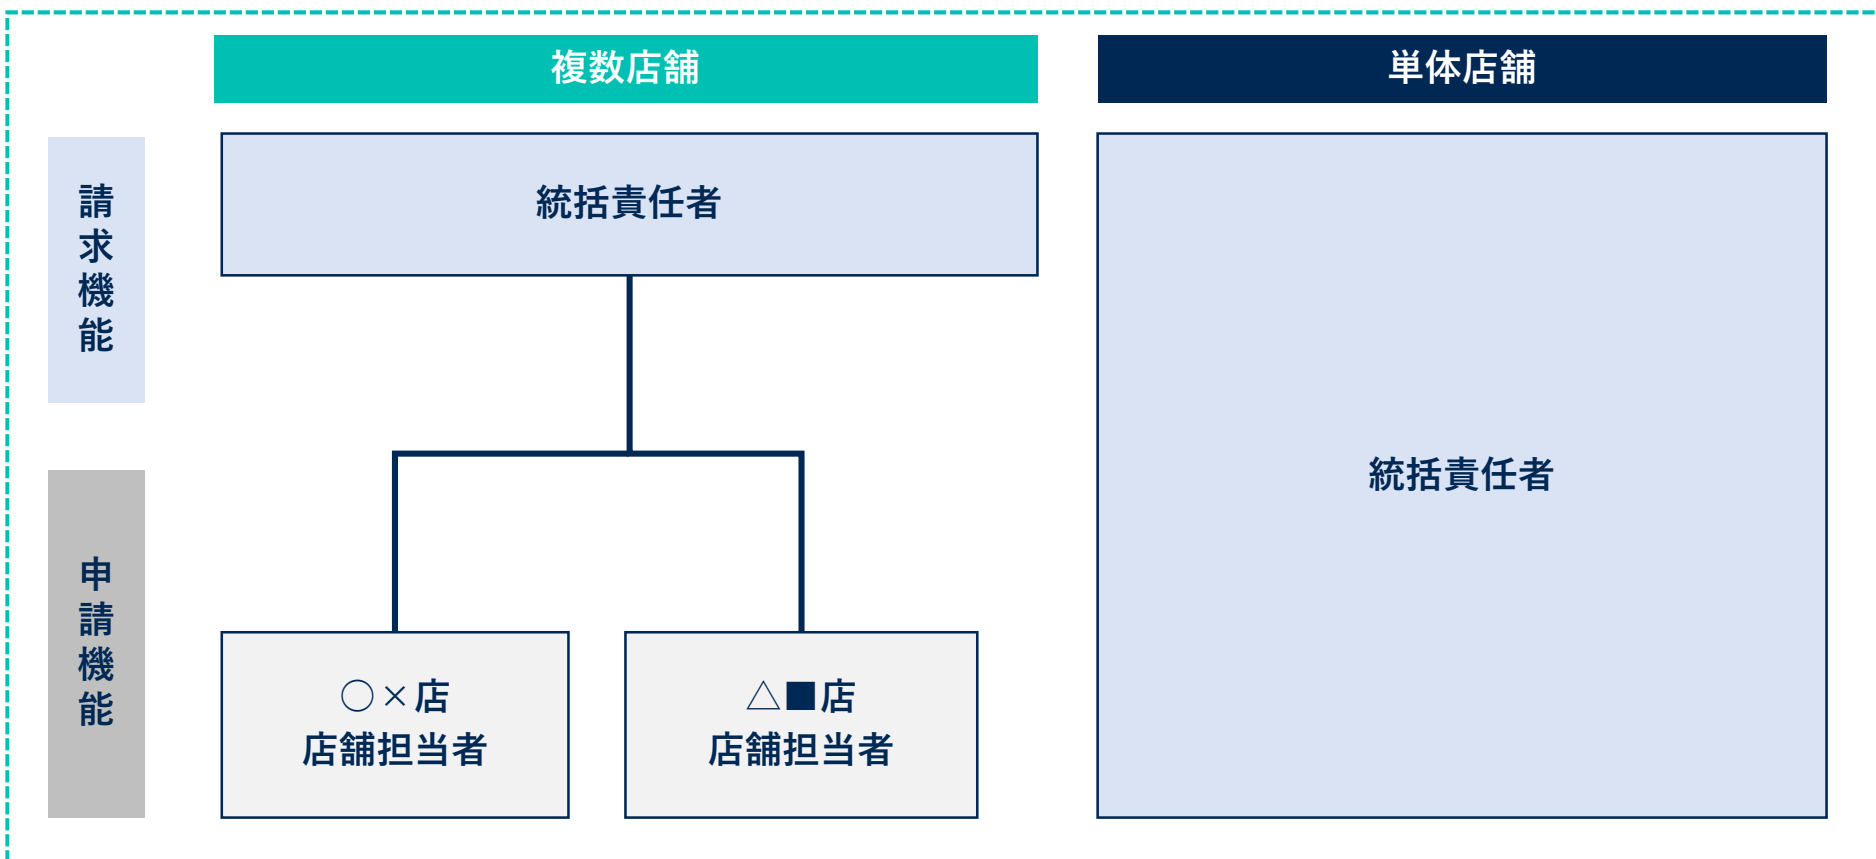 複数店舗
単体店舗
請求機能
統括責任者
統括責任者
申請機能
○×店
店舗担当者
△■店
店舗担当者